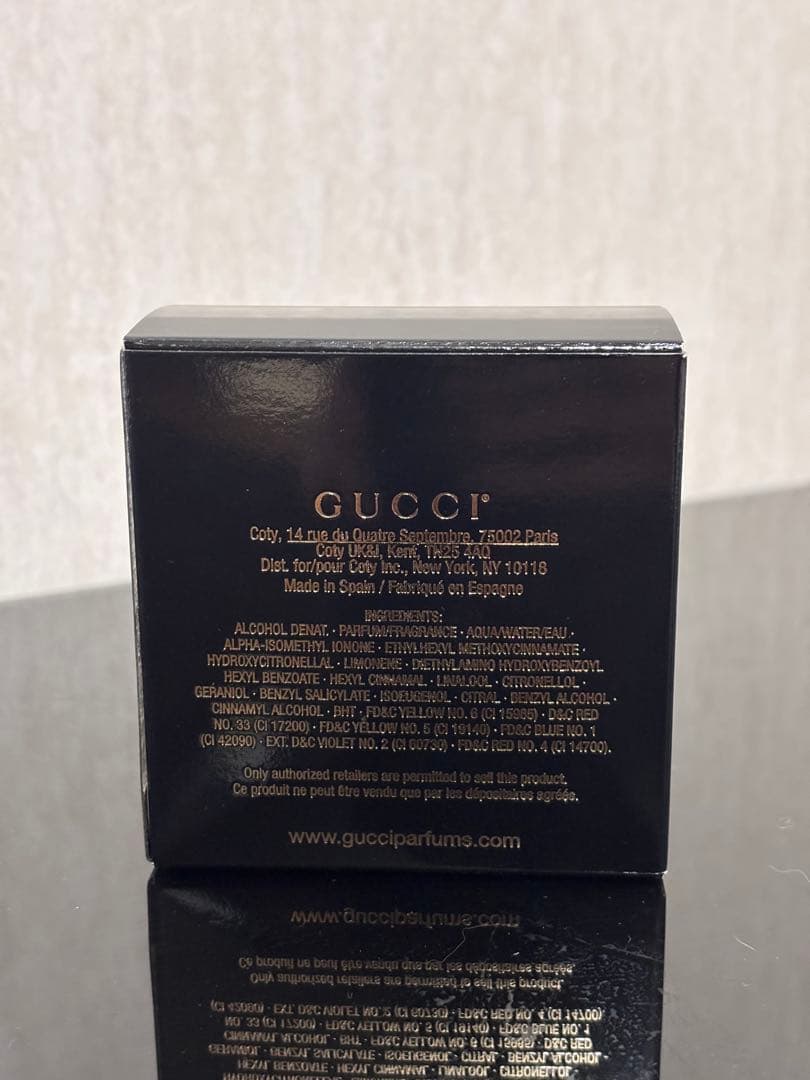 GUCCI®
Coty, 14 rue du Quatre Septembre, 75002 Paris
Coty UK&I, Kent, TN25 4AQ
Dist. for/pour Coty Inc., New York, NY 10118
Made in Spain / Fabriqué en Espagne
INGREDIENTS:
ALCOHOL DENAT. · PARFUM/FRAGRANCE · AQUA/WATER/EAU ·
ALPHA-ISOMETHYL IONONE · ETHYLHEXYL METHOXYCINNAMATE ·
HYDROXYCITRONELLAL · LIMONENE · DIETHYLAMINO HYDROXYBENZOYL
HEXYL BENZOATE · HEXYL CINNAMAL · LINALOOL · CITRONELLOL ·
GERANIOL · BENZYL SALICYLATE · ISOEUGENOL · CITRAL · BENZYL ALCOHOL ·
CINNAMYL ALCOHOL · BHT · FD&C YELLOW NO. 6 (CI 15985) · D&C RED
NO. 33 (CI 17200) · FD&C YELLOW NO. 5 (CI 19140) · FD&C BLUE NO. 1
(CI 42090) · EXT. D&C VIOLET NO. 2 (CI 60730) · FD&C RED NO. 4 (CI 14700).
Only authorized retailers are permitted to sell this product.
Ce produit ne peut être vendu que par les dépositaires agréés.
www.gucciparfums.com